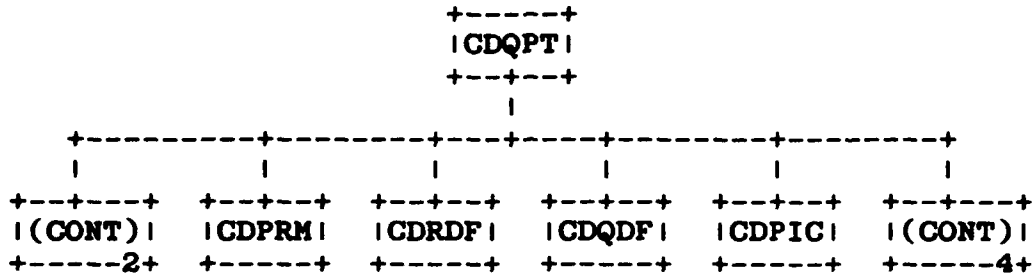 CDQPT
(CONT) CDPRM CDRDF CDQDF CDPIC (CONT)
2 4